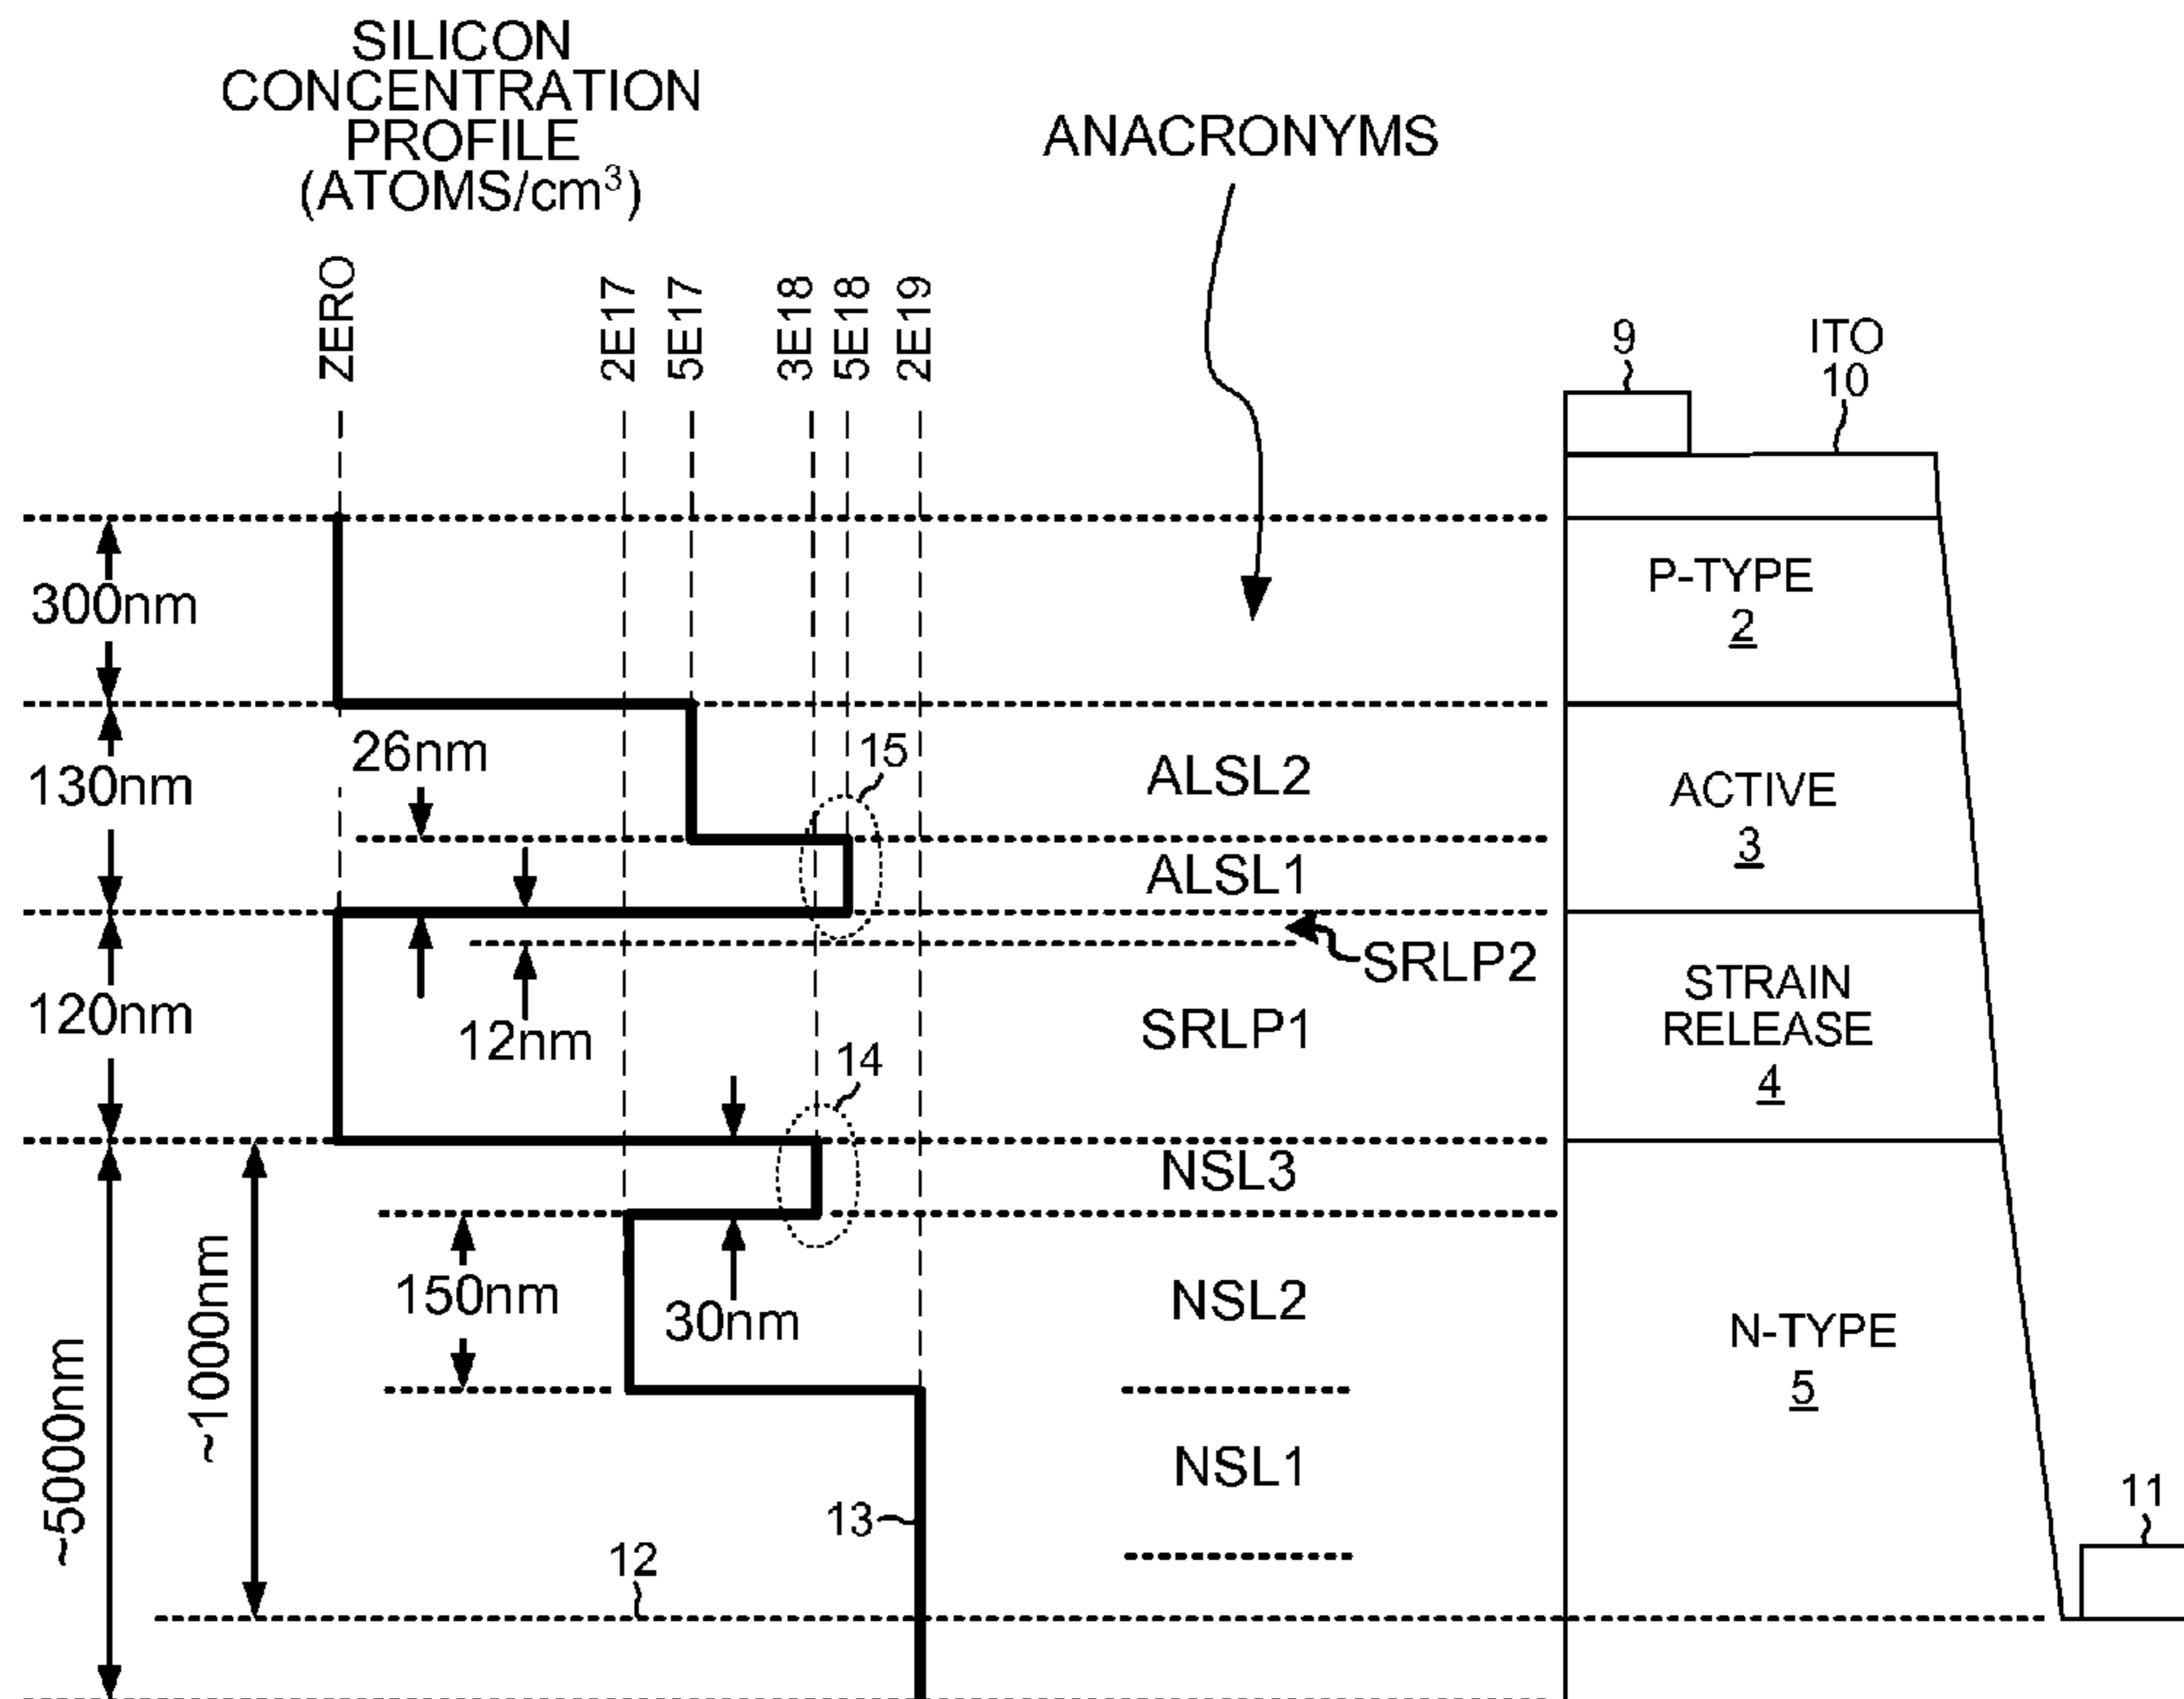 SILICON
CONCENTRATION
PROFILE
(ATOMS/cm³)
ANACRONYMS
ZERO
2E17
5E17
3E18
5E18
2E19
9
ITO
10
300nm
P-TYPE
2
130nm
26nm
15
ALSL2
ACTIVE
3
ALSL1
SRLP2
120nm
12nm
SRLP1
STRAIN
RELEASE
4
14
NSL3
~5000nm
~1000nm
150nm
30nm
NSL2
N-TYPE
5
NSL1
13
12
11